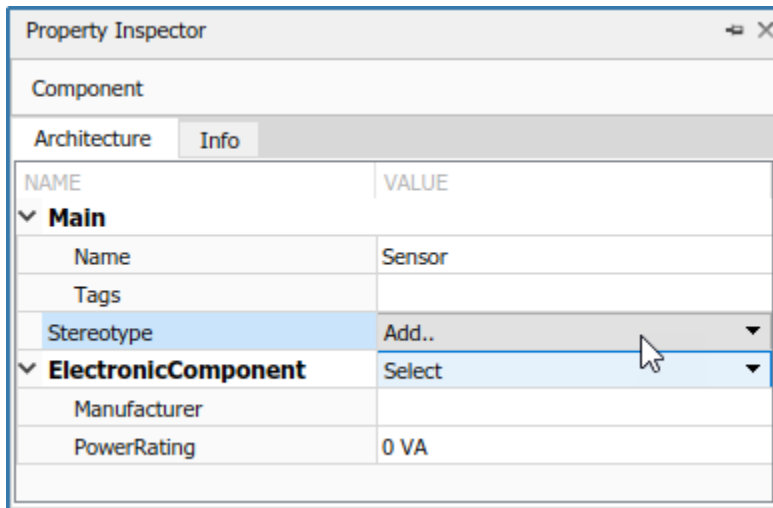 Property Inspector
Component
Architecture Info
NAME VALUE
Main
Name Sensor
Tags
Stereotype Add..
ElectronicComponent Select
Manufacturer
PowerRating 0 VA